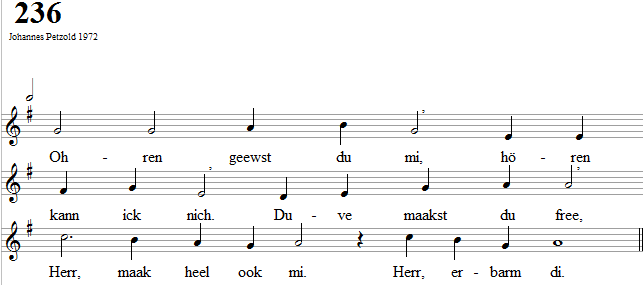 236
Johannes Petzold 1972
Oh - ren geewst du mi, hö - ren
kann ick nich. Du - ve maakst du free,
Herr, maak heel ook mi. Herr, er - barm di.